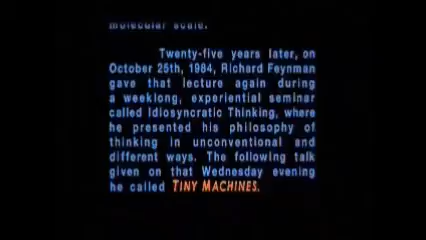 molecular scale.
Twenty-five years later, on
October 25th, 1984, Richard Feynman
gave that lecture again during
a weeklong, experiential seminar
called Idiosyncratic Thinking, where
he presented his philosophy of
thinking in unconventional and
different ways. The following talk
given on that Wednesday evening
he called TINY MACHINES.